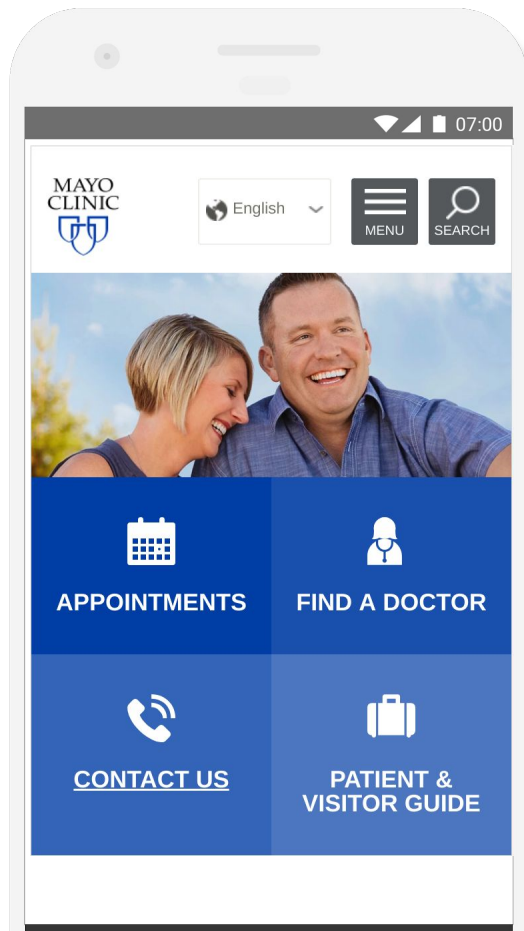 07:00
MAYO
CLINIC
English
MENU
SEARCH
APPOINTMENTS
FIND A DOCTOR
CONTACT US
PATIENT &
VISITOR GUIDE